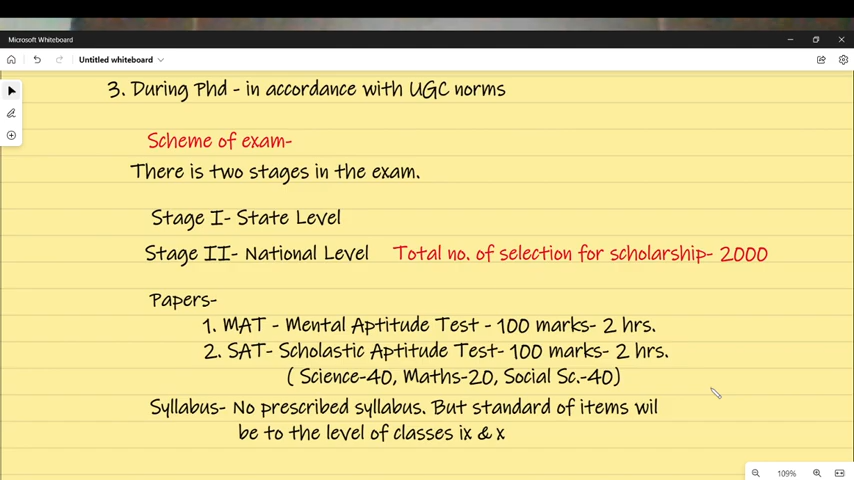 Microsoft Whiteboard
Untitled whiteboard
3. During Phd - in accordance with UGC norms
Scheme of exam-
There is two stages in the exam.
Stage I- State Level
Stage II- National Level Total no. of selection for scholarship- 2000
Papers-
1. MAT - Mental Aptitude Test - 100 marks- 2 hrs.
2. SAT- Scholastic Aptitude Test- 100 marks- 2 hrs.
( Science-40, Maths-20, Social Sc.-40)
Syllabus- No prescribed syllabus. But standard of items wil
be to the level of classes ix & x
109%